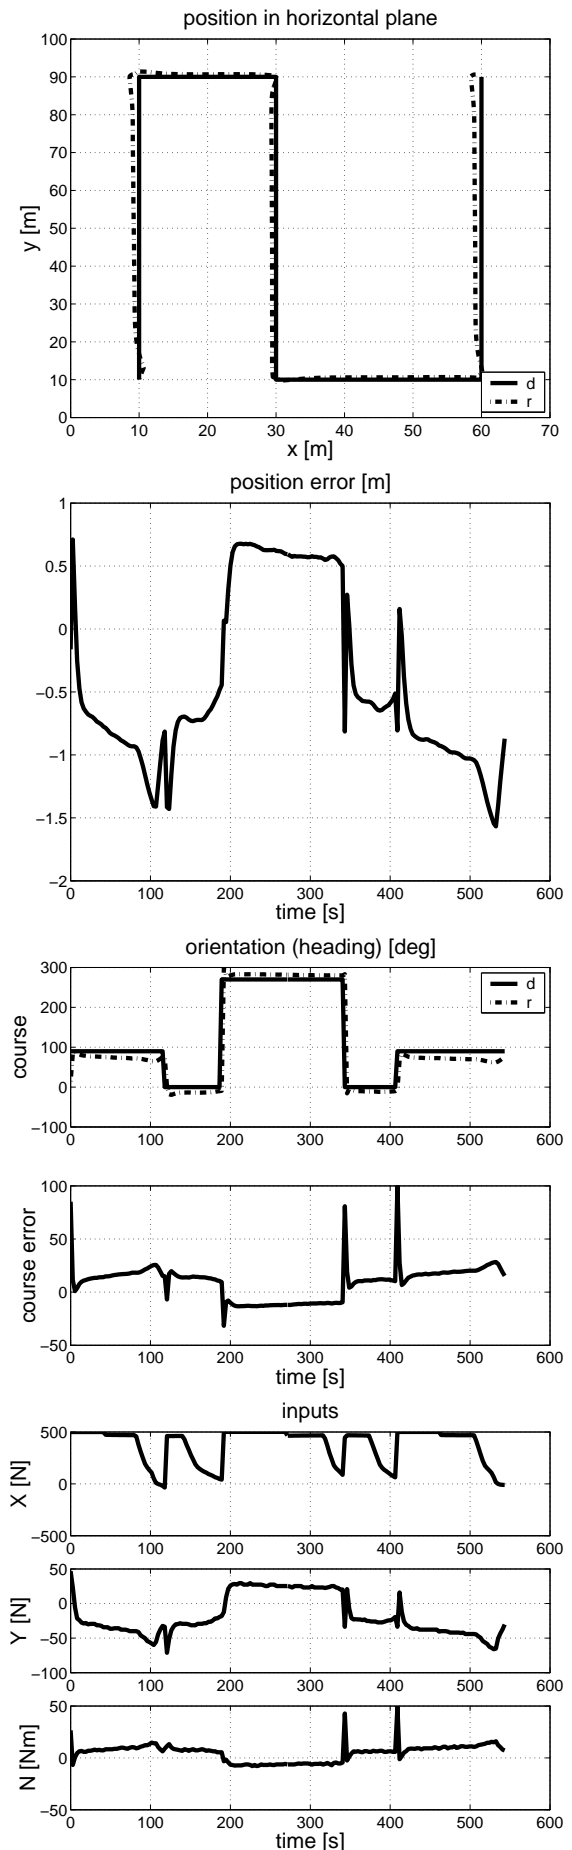 position in horizontal plane
100
90
80
70
60
50
40
30
20
10
0
y [m]
0 10 20 30 40 50 60 70
x [m]
d
r
position error [m]
1
0.5
0
−0.5
−1
−1.5
−2
0 100 200 300 400 500 600
time [s]
orientation (heading) [deg]
300
200
100
0
−100
course
d
r
0 100 200 300 400 500 600
100
50
0
−50
course error
0 100 200 300 400 500 600
time [s]
inputs
500
0
−500
X [N]
0 100 200 300 400 500 600
50
0
−50
−100
Y [N]
0 100 200 300 400 500 600
50
0
−50
N [Nm]
0 100 200 300 400 500 600
time [s]